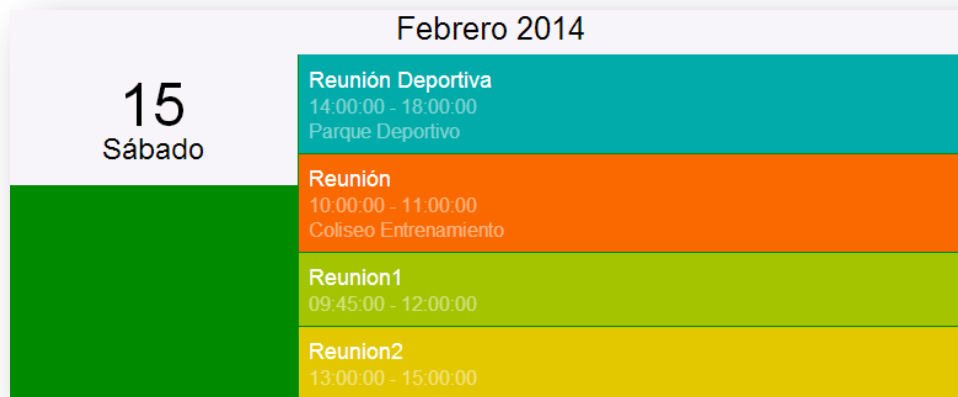 Febrero 2014
15
Sábado
Reunión Deportiva
14:00:00 - 18:00:00
Parque Deportivo
Reunión
10:00:00 - 11:00:00
Coliseo Entrenamiento
Reunion1
09:45:00 - 12:00:00
Reunion2
13:00:00 - 15:00:00